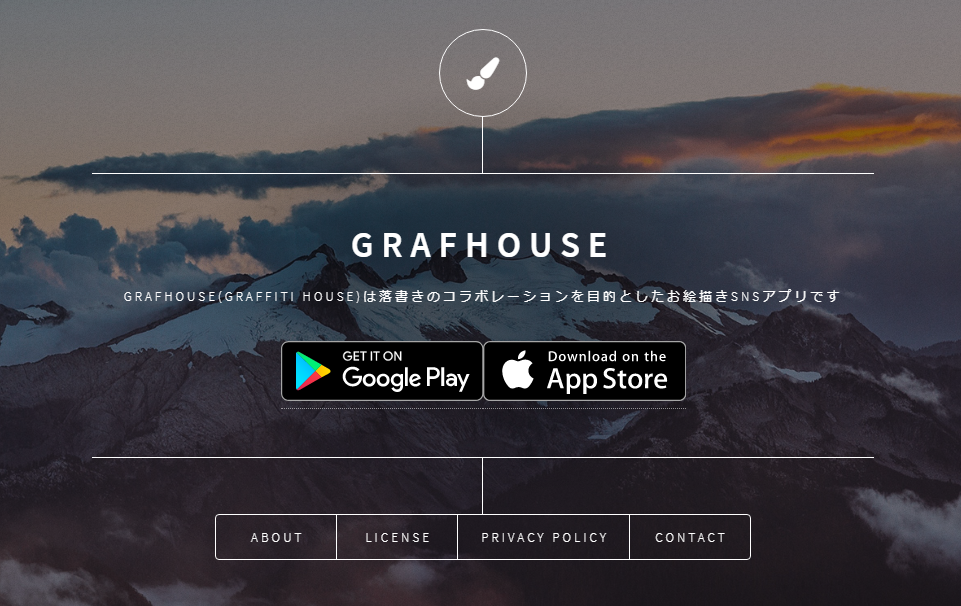 GRAFHOUSE
GRAFHOUSE(GRAFFITI HOUSE)は落書きのコラボレーションを目的としたお絵描きSNSアプリです
GET IT ON
Google Play
Download on the
App Store
ABOUT
LICENSE
PRIVACY POLICY
CONTACT